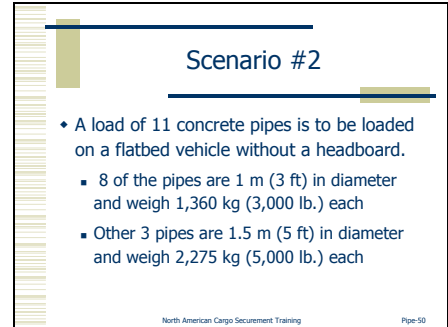 Scenario #2
◆ A load of 11 concrete pipes is to be loaded
on a flatbed vehicle without a headboard.
■ 8 of the pipes are 1 m (3 ft) in diameter
and weigh 1,360 kg (3,000 lb.) each
■ Other 3 pipes are 1.5 m (5 ft) in diameter
and weigh 2,275 kg (5,000 lb.) each
North American Cargo Securement Training Pipe-50